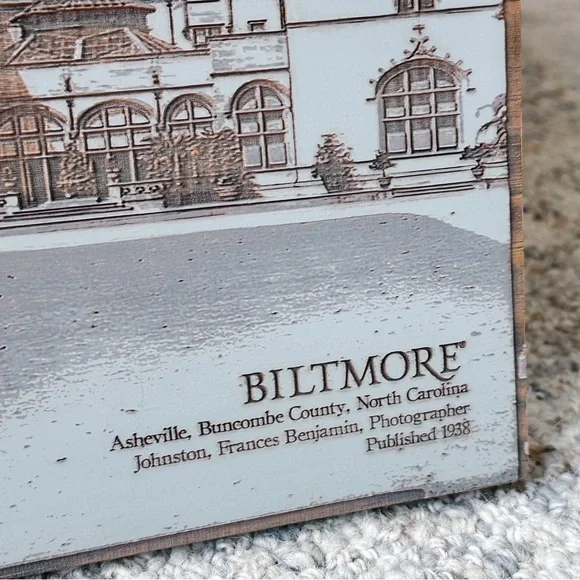 BILTMORE®
Asheville, Buncombe County, North Carolina
Johnston, Frances Benjamin, Photographer
Published 1938